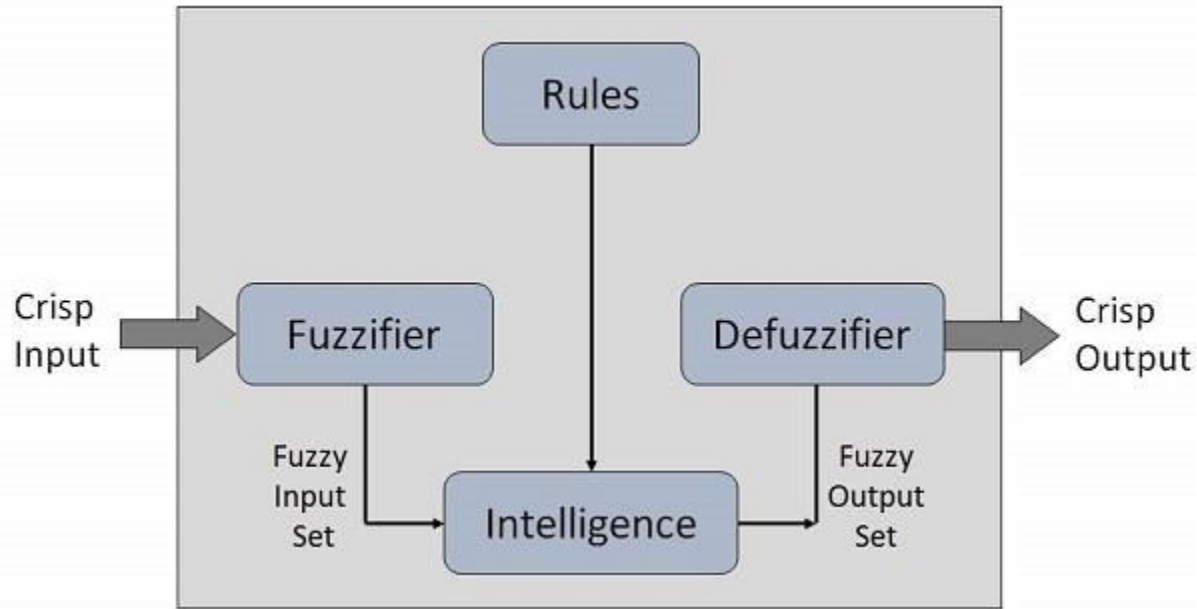 Rules
Crisp
Input
Fuzzifier
Defuzzifier
Crisp
Output
Fuzzy
Input
Set
Intelligence
Fuzzy
Output
Set